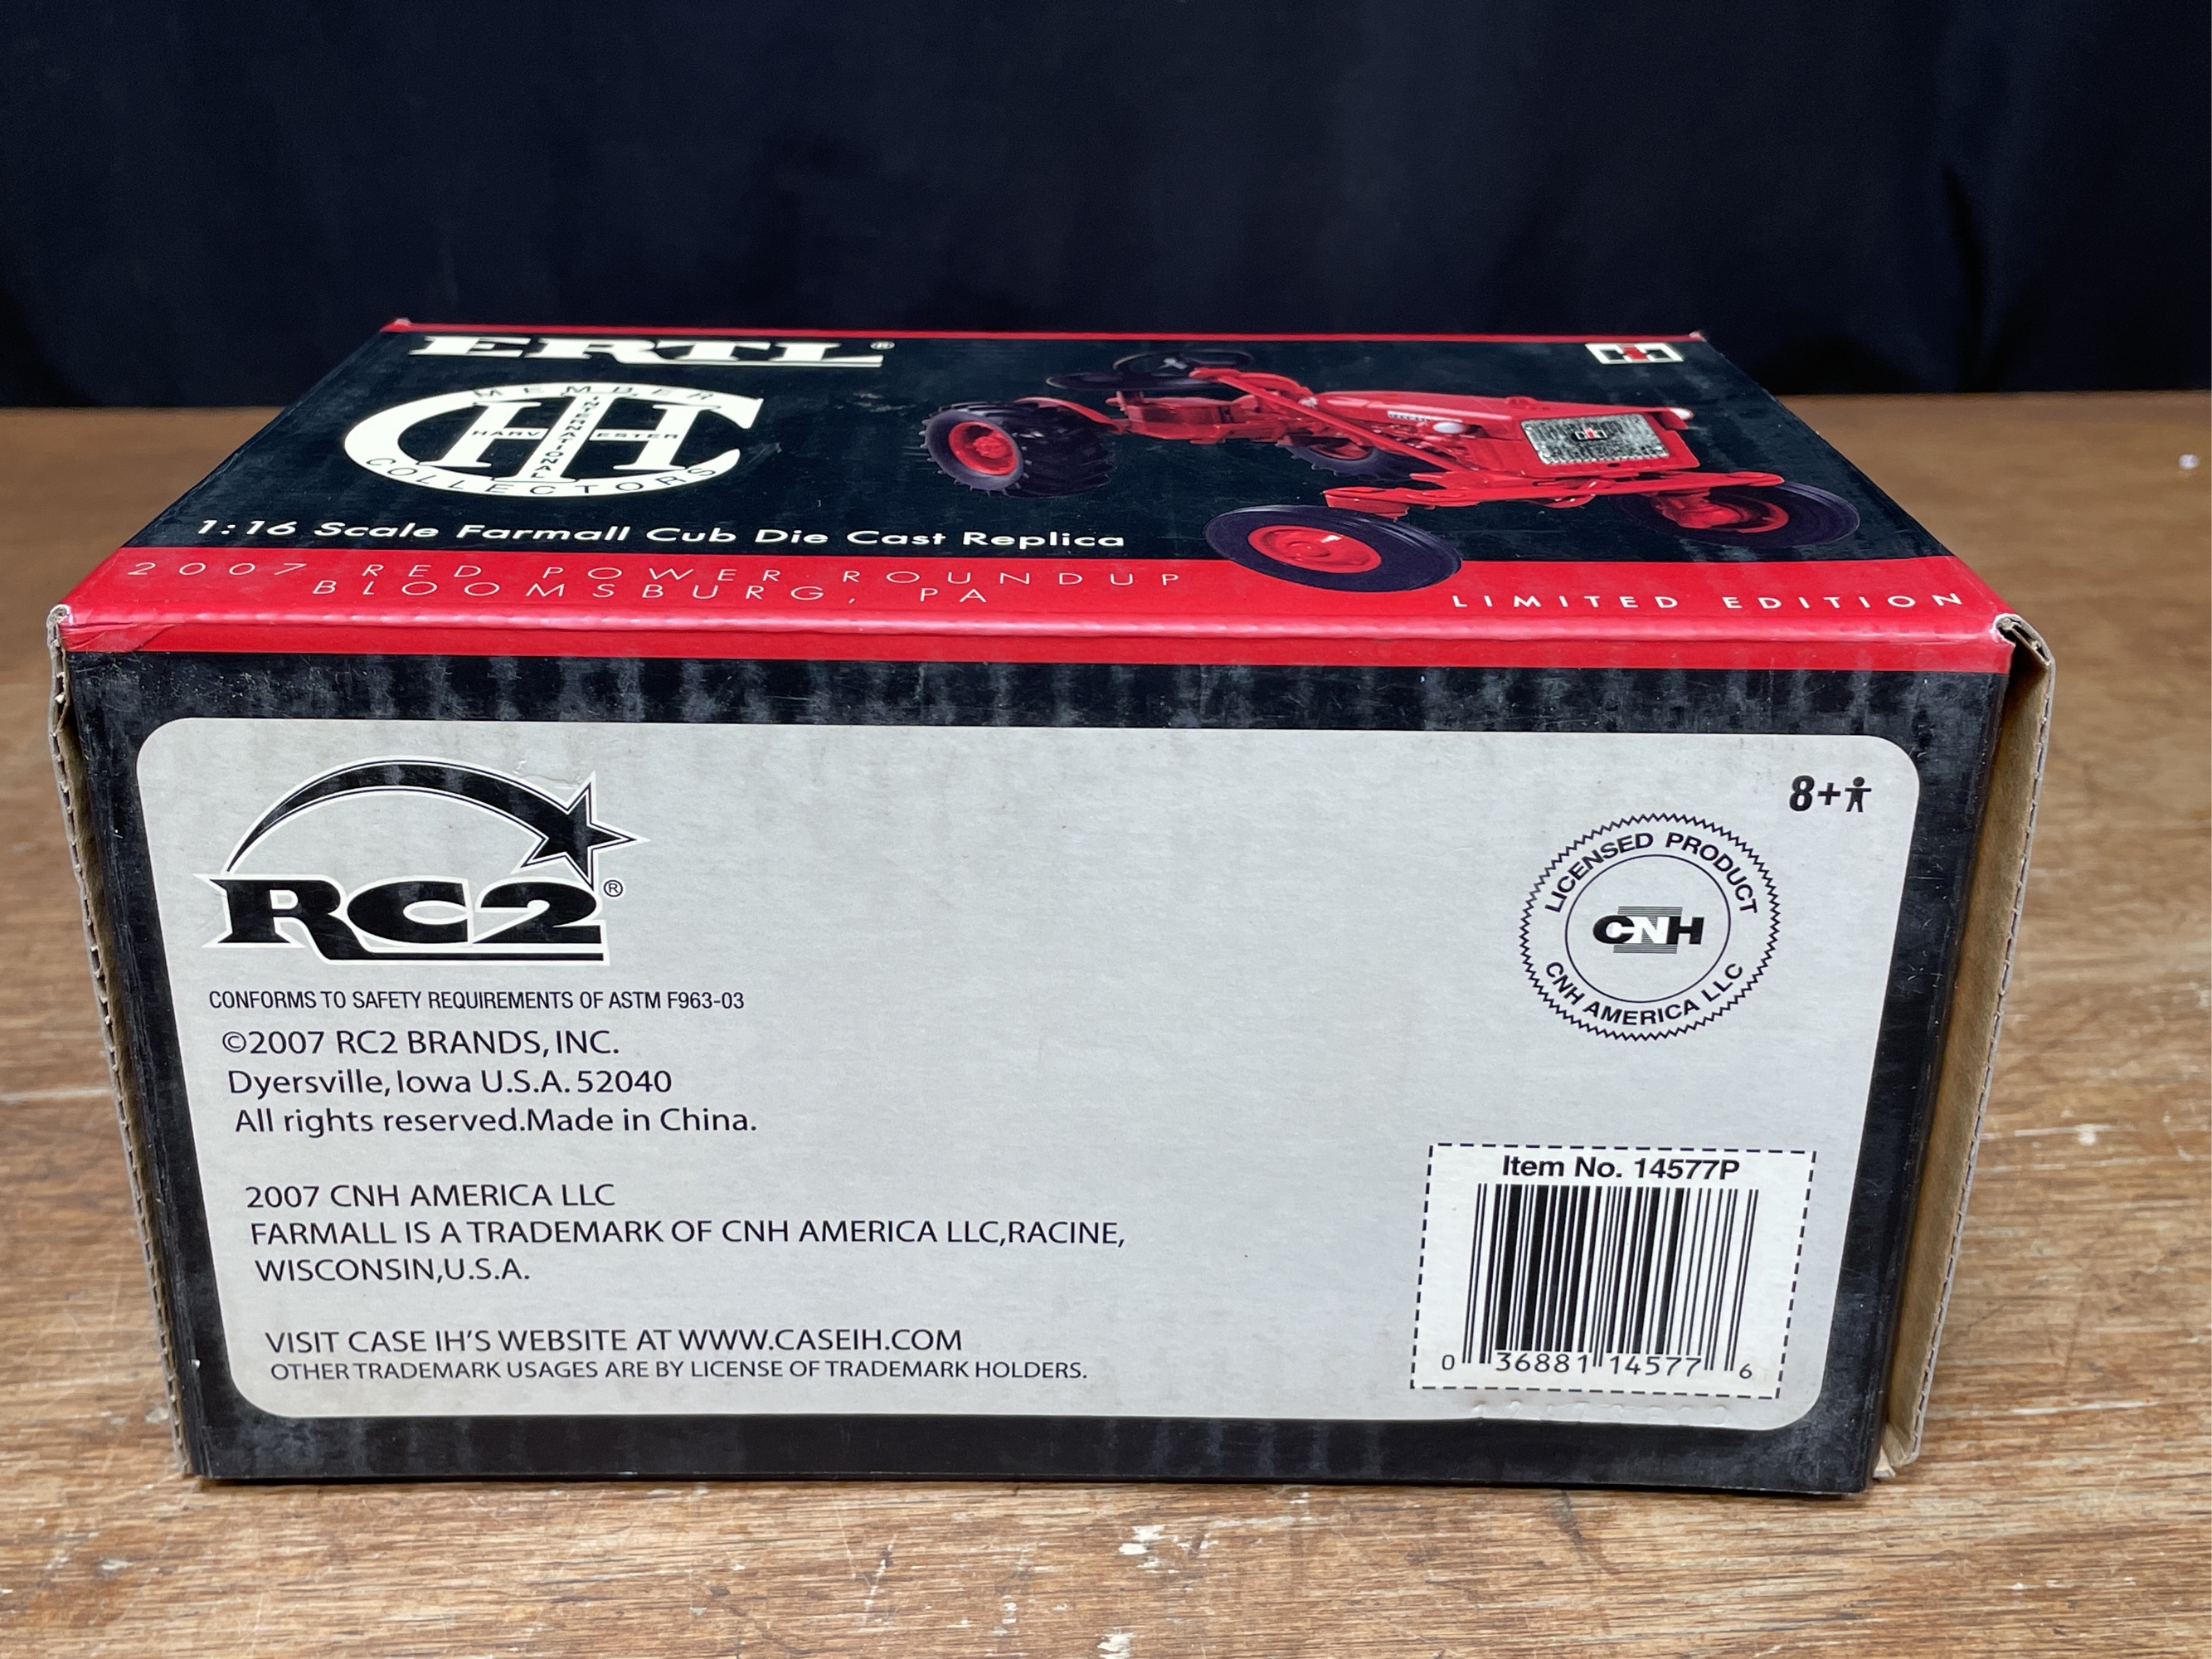 ERTL®
MEMBER
INTERNATIONAL
HARVESTER
COLLECTORS
1:16 Scale Farmall Cub Die Cast Replica
2007 RED POWER ROUNDUP
BLOOMSBURG, PA
LIMITED EDITION
RC2®
8+
LICENSED PRODUCT
CNH
CNH AMERICA LLC
CONFORMS TO SAFETY REQUIREMENTS OF ASTM F963-03
©2007 RC2 BRANDS, INC.
Dyersville, Iowa U.S.A. 52040
All rights reserved.Made in China.
2007 CNH AMERICA LLC
FARMALL IS A TRADEMARK OF CNH AMERICA LLC,RACINE,
WISCONSIN,U.S.A.
VISIT CASE IH'S WEBSITE AT WWW.CASEIH.COM
OTHER TRADEMARK USAGES ARE BY LICENSE OF TRADEMARK HOLDERS.
Item No. 14577P
0 36881 14577 6